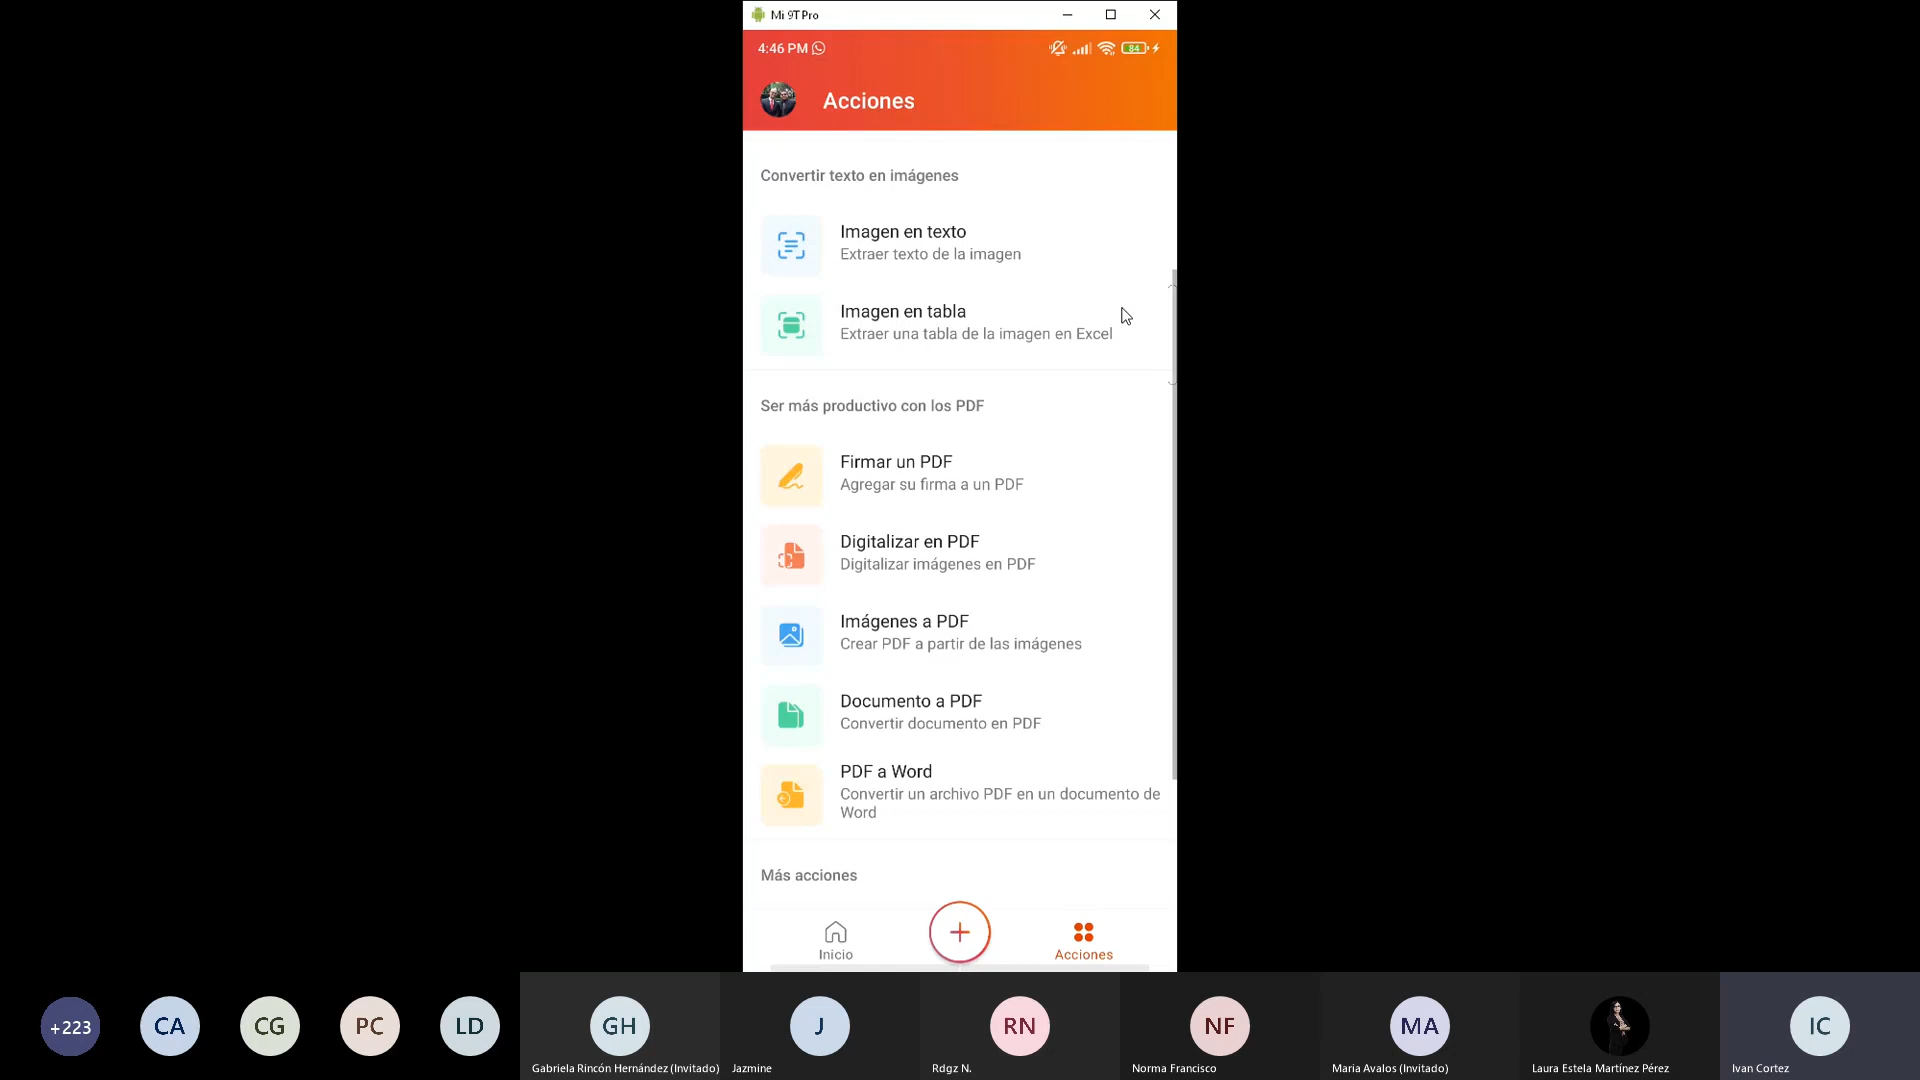 Mi 9T Pro
4:46 PM
84
Acciones
Convertir texto en imágenes
Imagen en texto
Extraer texto de la imagen
Imagen en tabla
Extraer una tabla de la imagen en Excel
Ser más productivo con los PDF
Firmar un PDF
Agregar su firma a un PDF
Digitalizar en PDF
Digitalizar imágenes en PDF
Imágenes a PDF
Crear PDF a partir de las imágenes
Documento a PDF
Convertir documento en PDF
PDF a Word
Convertir un archivo PDF en un documento de
Word
Más acciones
Inicio
Acciones
+223
CA
CG
PC
LD
GH
J
RN
NF
MA
IC
Gabriela Rincón Hernández (Invitado)
Jazmine
Rdgz N.
Norma Francisco
Maria Avalos (Invitado)
Laura Estela Martínez Pérez
Ivan Cortez